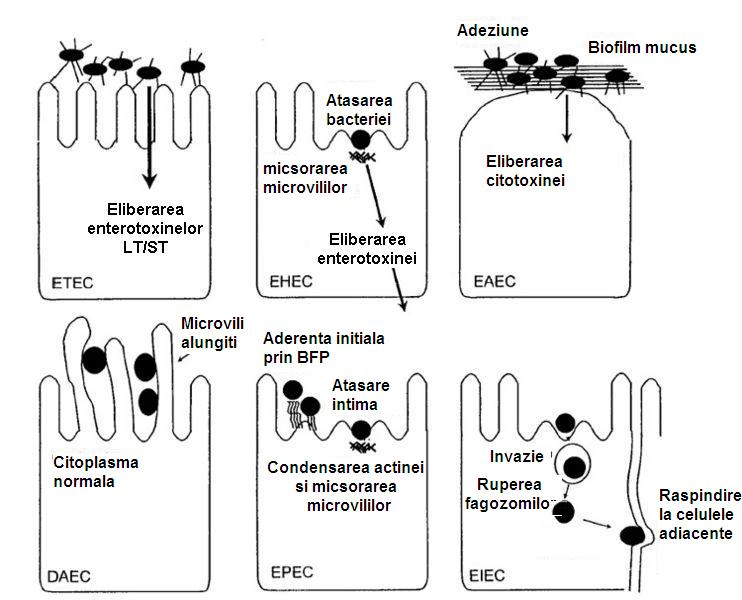 Eliberarea
enterotoxinelor
LT/ST
ETEC
Atasarea
bacteriei
micsorarea
microvililor
Eliberarea
enterotoxinei
EHEC
Adeziune
Biofilm mucus
Eliberarea
citotoxinei
EAEC
Microvili
alungiti
Citoplasma
normala
DAEC
Aderenta initiala
prin BFP
Atasare
intima
Condensarea actinei
si micsorarea
microvililor
EPEC
Invazie
Ruperea
fagozomilo
Raspindire
la celulele
adiacente
EIEC